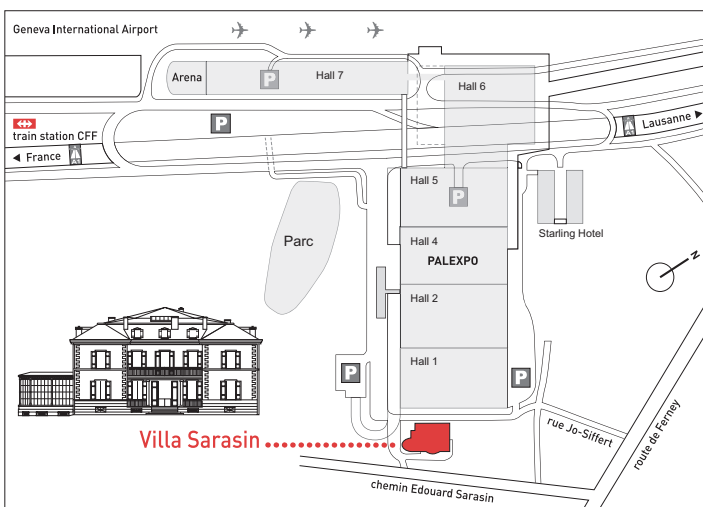 Geneva International Airport
Arena
P
Hall 7
Hall 6
P
train station CFF
France
Lausanne
Hall 5
P
Starling Hotel
Parc
Hall 4
PALEXPO
N
Hall 2
Hall 1
P
P
Villa Sarasin
rue Jo-Siffert
route de Ferney
chemin Edouard Sarasin